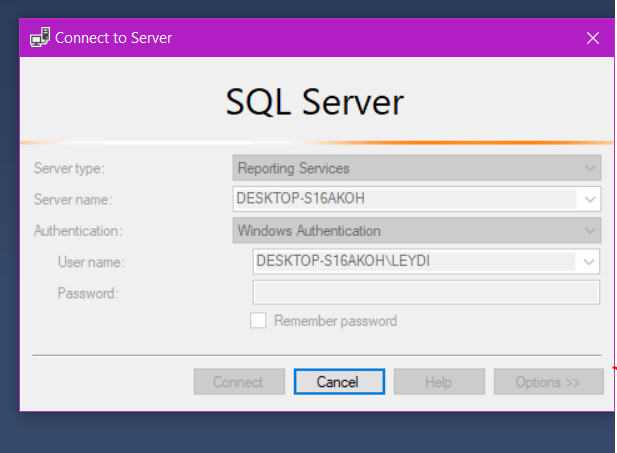 Connect to Server
SQL Server
Server type: Reporting Services
Server name: DESKTOP-S16AKOH
Authentication: Windows Authentication
User name: DESKTOP-S16AKOH\LEYDI
Password:
Remember password
Connect Cancel Help Options >>